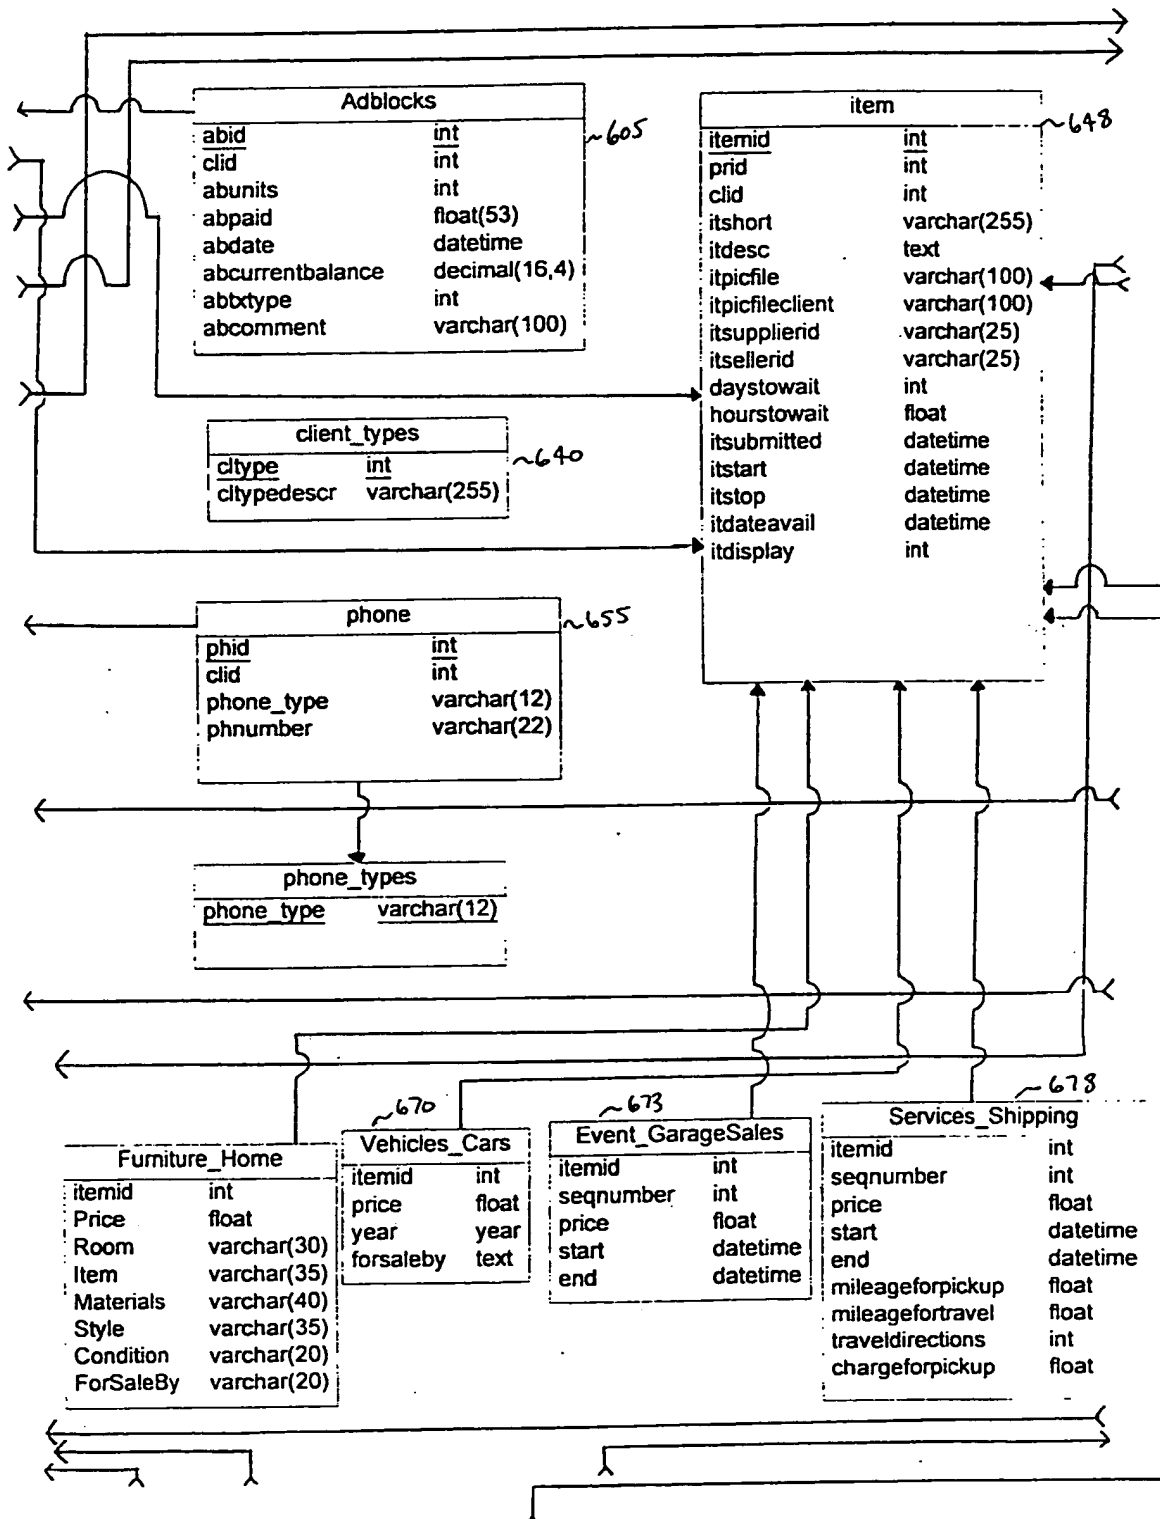 Adblocks
~605
abid int
clid int
abunits int
abpaid float(53)
abdate datetime
abcurrentbalance decimal(16,4)
abtxtype int
abcomment varchar(100)
item
~648
itemid int
prid int
clid int
itshort varchar(255)
itdesc text
itpicfile varchar(100)
itpicfileclient varchar(100)
itsupplierid varchar(25)
itsellerid varchar(25)
daystowait int
hourstowait float
itsubmitted datetime
itstart datetime
itstop datetime
itdateavail datetime
itdisplay int
client_types
~640
cltype int
cltypedescr varchar(255)
phone
~655
phid int
clid int
phone_type varchar(12)
phnumber varchar(22)
phone_types
phone_type varchar(12)
Furniture_Home
itemid int
Price float
Room varchar(30)
Item varchar(35)
Materials varchar(40)
Style varchar(35)
Condition varchar(20)
ForSaleBy varchar(20)
~670
Vehicles_Cars
itemid int
price float
year year
forsaleby text
~673
Event_GarageSales
itemid int
seqnumber int
price float
start datetime
end datetime
~678
Services_Shipping
itemid int
seqnumber int
price float
start datetime
end datetime
mileageforpickup float
mileagefortravel float
traveldirections int
chargeforpickup float